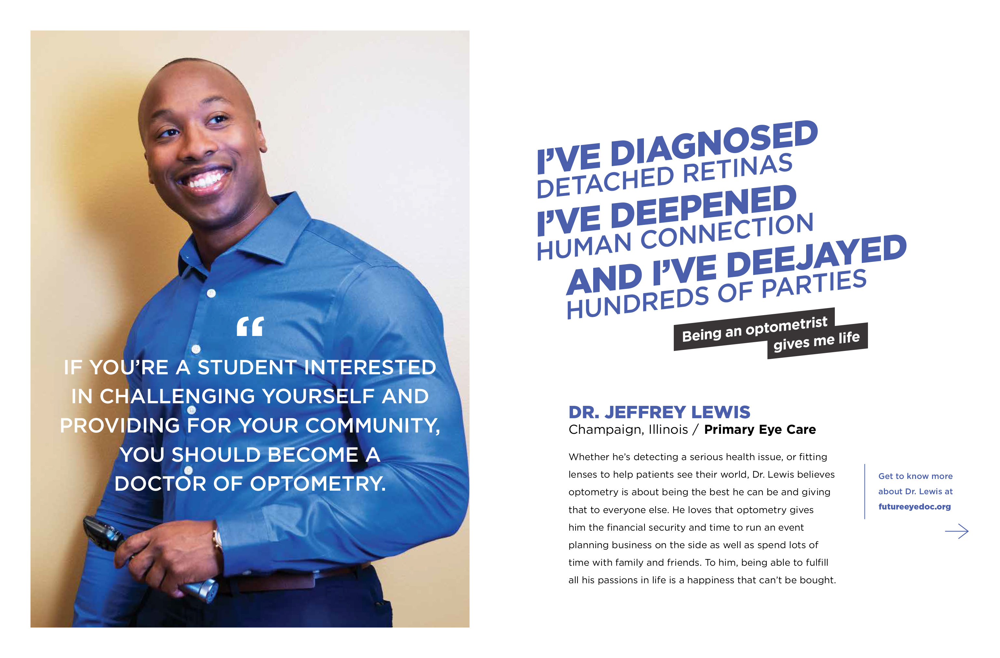 “
IF YOU’RE A STUDENT INTERESTED
IN CHALLENGING YOURSELF AND
PROVIDING FOR YOUR COMMUNITY,
YOU SHOULD BECOME A
DOCTOR OF OPTOMETRY.
I’VE DIAGNOSED
DETACHED RETINAS
I’VE DEEPENED
HUMAN CONNECTION
AND I’VE DEEJAYED
HUNDREDS OF PARTIES
Being an optometrist
gives me life
DR. JEFFREY LEWIS
Champaign, Illinois / Primary Eye Care
Whether he’s detecting a serious health issue, or fitting
lenses to help patients see their world, Dr. Lewis believes
optometry is about being the best he can be and giving
that to everyone else. He loves that optometry gives
him the financial security and time to run an event
planning business on the side as well as spend lots of
time with family and friends. To him, being able to fulfill
all his passions in life is a happiness that can’t be bought.
Get to know more
about Dr. Lewis at
futureeyedoc.org